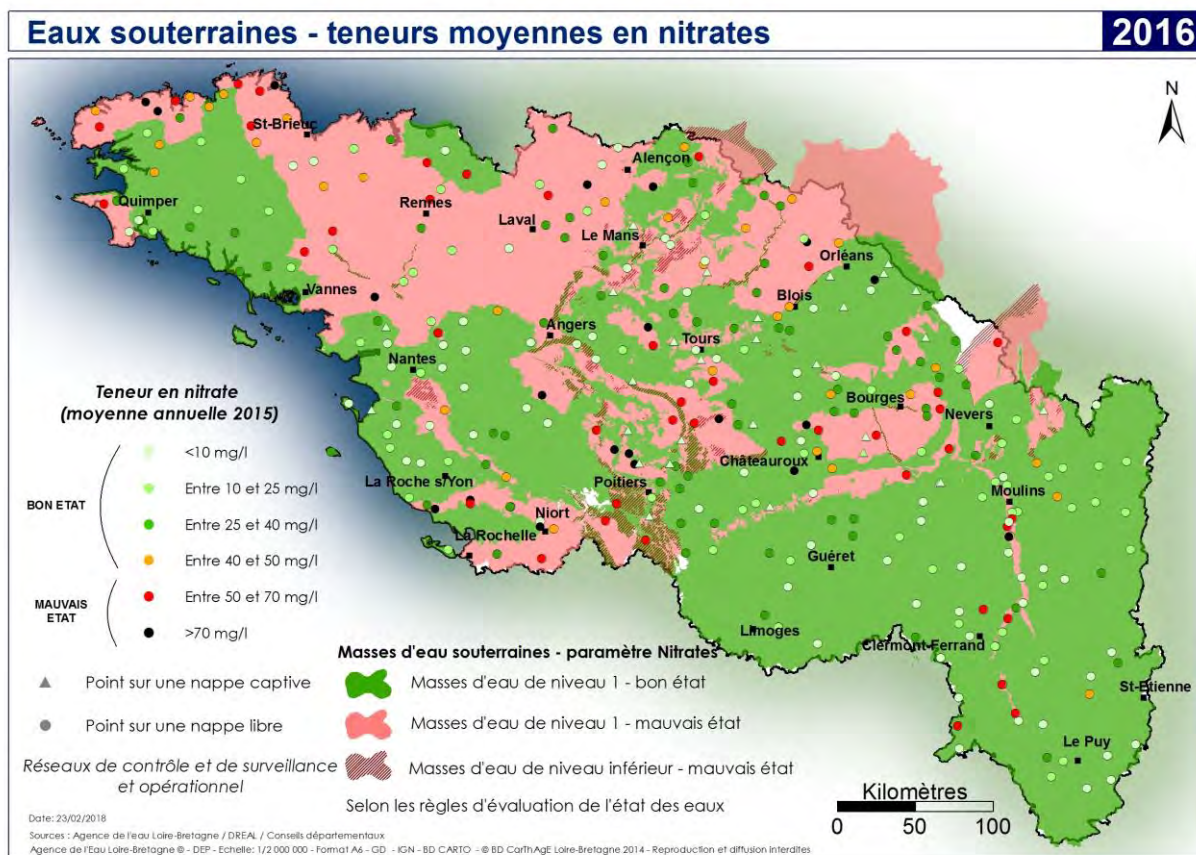 Eaux souterraines - teneurs moyennes en nitrates
2016
N
St-Brieuc
Alençon
Quimper
Rennes
Laval
Le Mans
Orléans
Vannes
Blois
Angers
Tours
Nantes
Bourges
Nevers
Châteauroux
La Roche s/Yon
Poitiers
Moulins
Niort
La Rochelle
Guéret
Limoges
Clermont-Ferrand
St-Etienne
Le Puy
Teneur en nitrate
(moyenne annuelle 2015)
BON ETAT
<10 mg/l
Entre 10 et 25 mg/l
Entre 25 et 40 mg/l
Entre 40 et 50 mg/l
MAUVAIS
ETAT
Entre 50 et 70 mg/l
>70 mg/l
Point sur une nappe captive
Point sur une nappe libre
Réseaux de contrôle et de surveillance
et opérationnel
Masses d'eau souterraines - paramètre Nitrates
Masses d'eau de niveau 1 - bon état
Masses d'eau de niveau 1 - mauvais état
Masses d'eau de niveau inférieur - mauvais état
Selon les règles d'évaluation de l'état des eaux
Kilomètres
0 50 100
Date: 23/02/2018
Sources : Agence de l'eau Loire-Bretagne / DREAL / Conseils départementaux
Agence de l'Eau Loire-Bretagne © - DEP - Echelle: 1/2 000 000 - Format A6 - GD - IGN - BD CARTO - © BD CarThAgE Loire-Bretagne 2014 - Reproduction et diffusion interdites